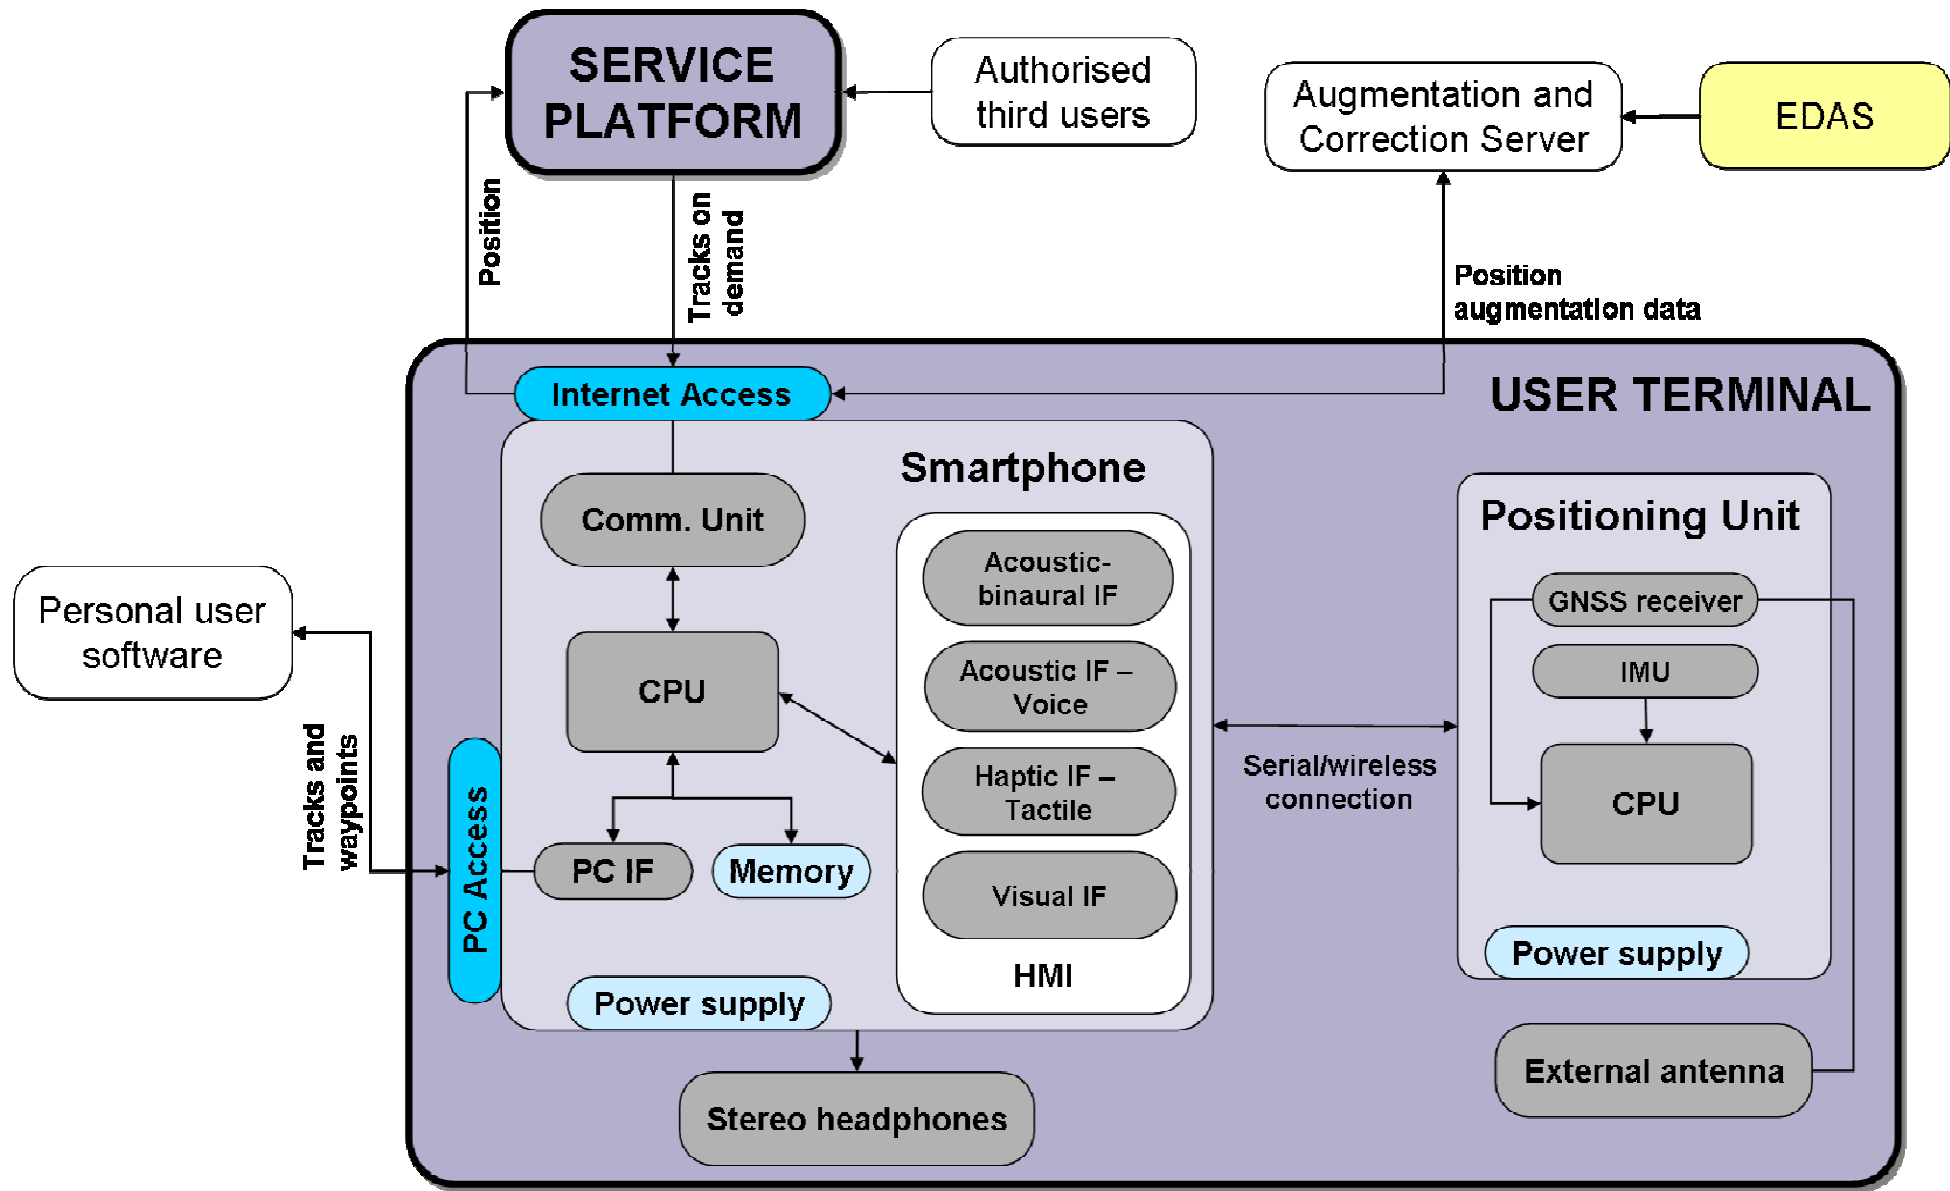 SERVICE
PLATFORM
Authorised
third users
Augmentation and
Correction Server
EDAS
Position
Tracks on
demand
Position
augmentation data
Internet Access
USER TERMINAL
Smartphone
Comm. Unit
CPU
PC IF
Memory
Power supply
Acoustic-
binaural IF
Acoustic IF –
Voice
Haptic IF –
Tactile
Visual IF
HMI
Serial/wireless
connection
Positioning Unit
GNSS receiver
IMU
CPU
Power supply
External antenna
Stereo headphones
Personal user
software
Tracks and
waypoints
PC Access